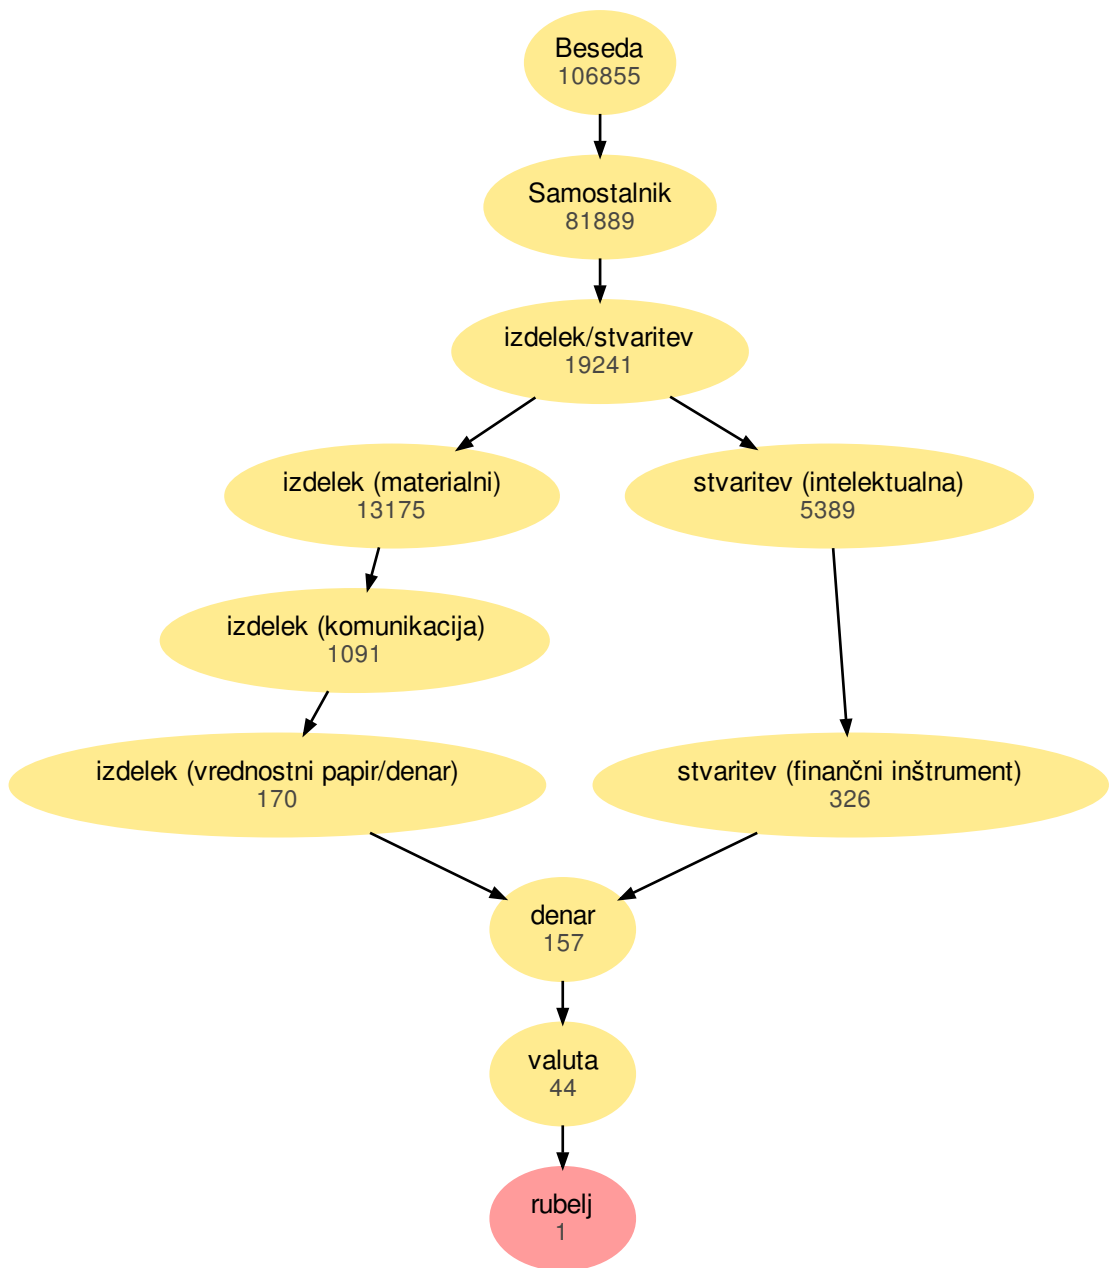 Beseda
106855
Samostalnik
81889
izdelek/stvaritev
19241
izdelek (materialni)
13175
stvaritev (intelektualna)
5389
izdelek (komunikacija)
1091
izdelek (vrednostni papir/denar)
170
stvaritev (finančni inštrument)
326
denar
157
valuta
44
rubelj
1